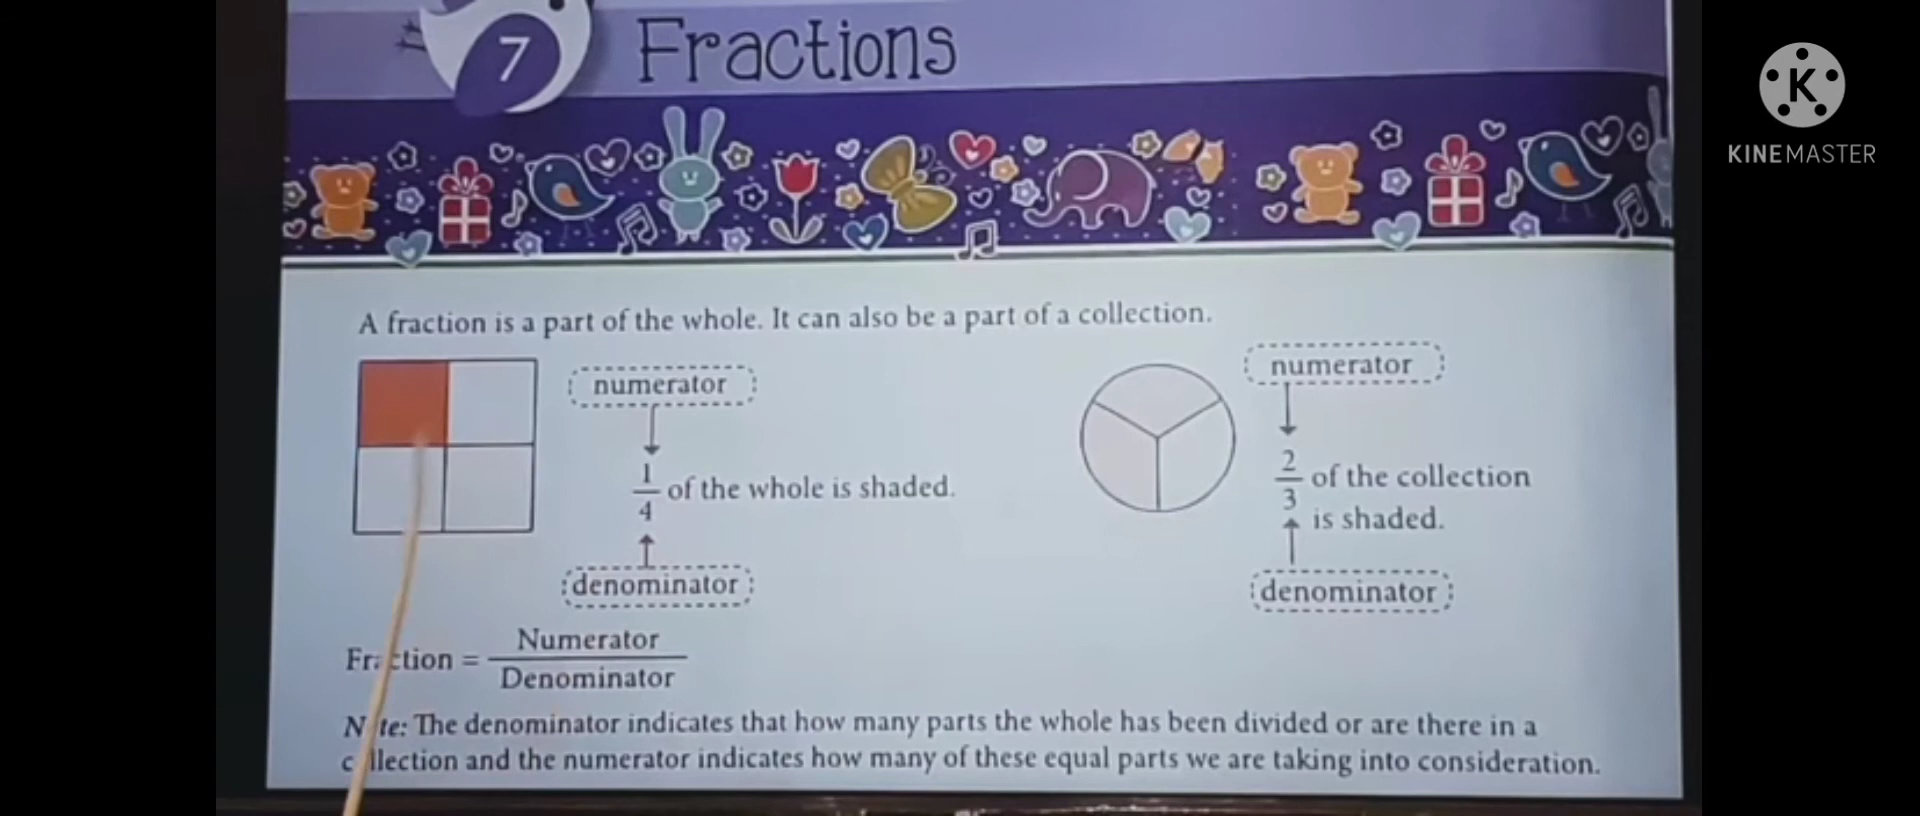 7
Fractions
K
KINEMASTER
A fraction is a part of the whole. It can also be a part of a collection.
numerator
1
4
of the whole is shaded.
denominator
numerator
2
3
of the collection
is shaded.
denominator
Fraction = Numerator
Denominator
Note: The denominator indicates that how many parts the whole has been divided or are there in a
collection and the numerator indicates how many of these equal parts we are taking into consideration.